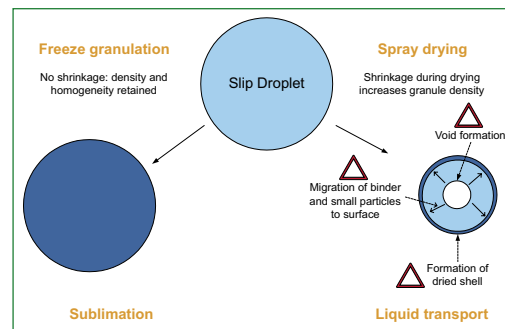 Freeze granulation
No shrinkage: density and
homogeneity retained
Slip Droplet
Spray drying
Shrinkage during drying
increases granule density
Void formation
Migration of binder
and small particles
to surface
Formation of
dried shell
Sublimation
Liquid transport